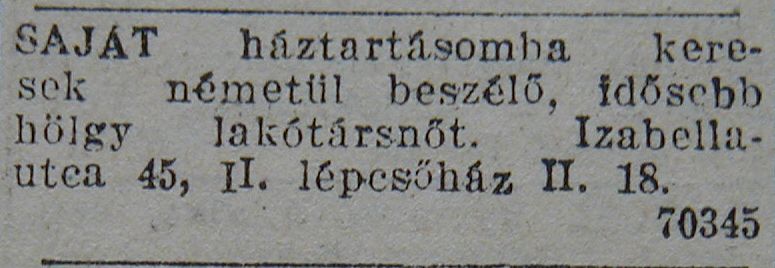 SAJÁT háztartásomba kere-
sek németül beszélő, idősebb
hölgy lakótársnőt. Izabella-
utca 45, II. lépcsőház II. 18.
70345